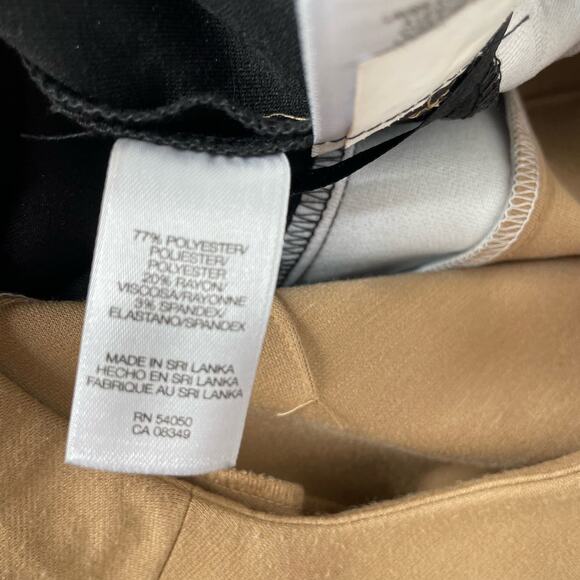 77% POLYESTER/
POLIESTER/
POLYESTER
20% RAYON/
VISCOSA/RAYONNE
3% SPANDEX/
ELASTANO/SPANDEX
MADE IN SRI LANKA
HECHO EN SRI LANKA
FABRIQUE AU SRI LANKA
RN 54050
CA 08349